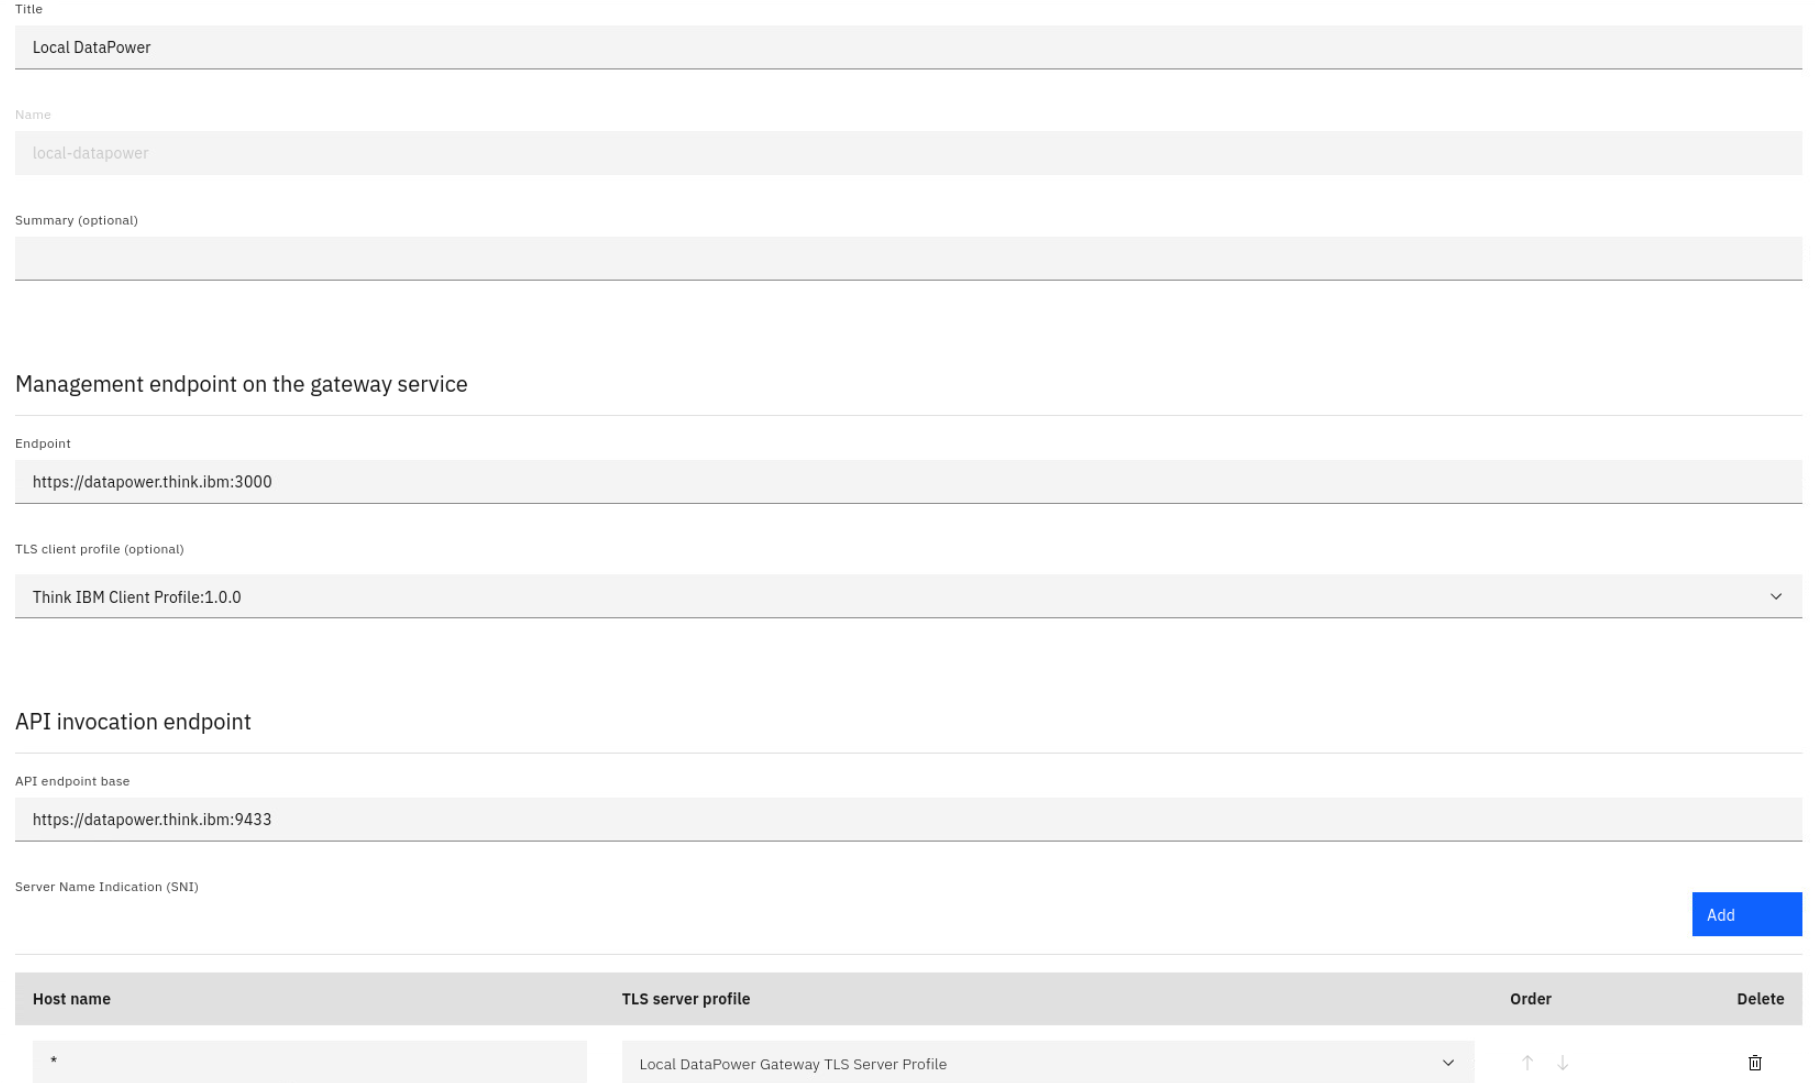 Title
Local DataPower
Name
local-datapower
Summary (optional)
Management endpoint on the gateway service
Endpoint
https://datapower.think.ibm:3000
TLS client profile (optional)
Think IBM Client Profile:1.0.0
API invocation endpoint
API endpoint base
https://datapower.think.ibm:9433
Server Name Indication (SNI)
Add
Host name TLS server profile Order Delete
* Local DataPower Gateway TLS Server Profile